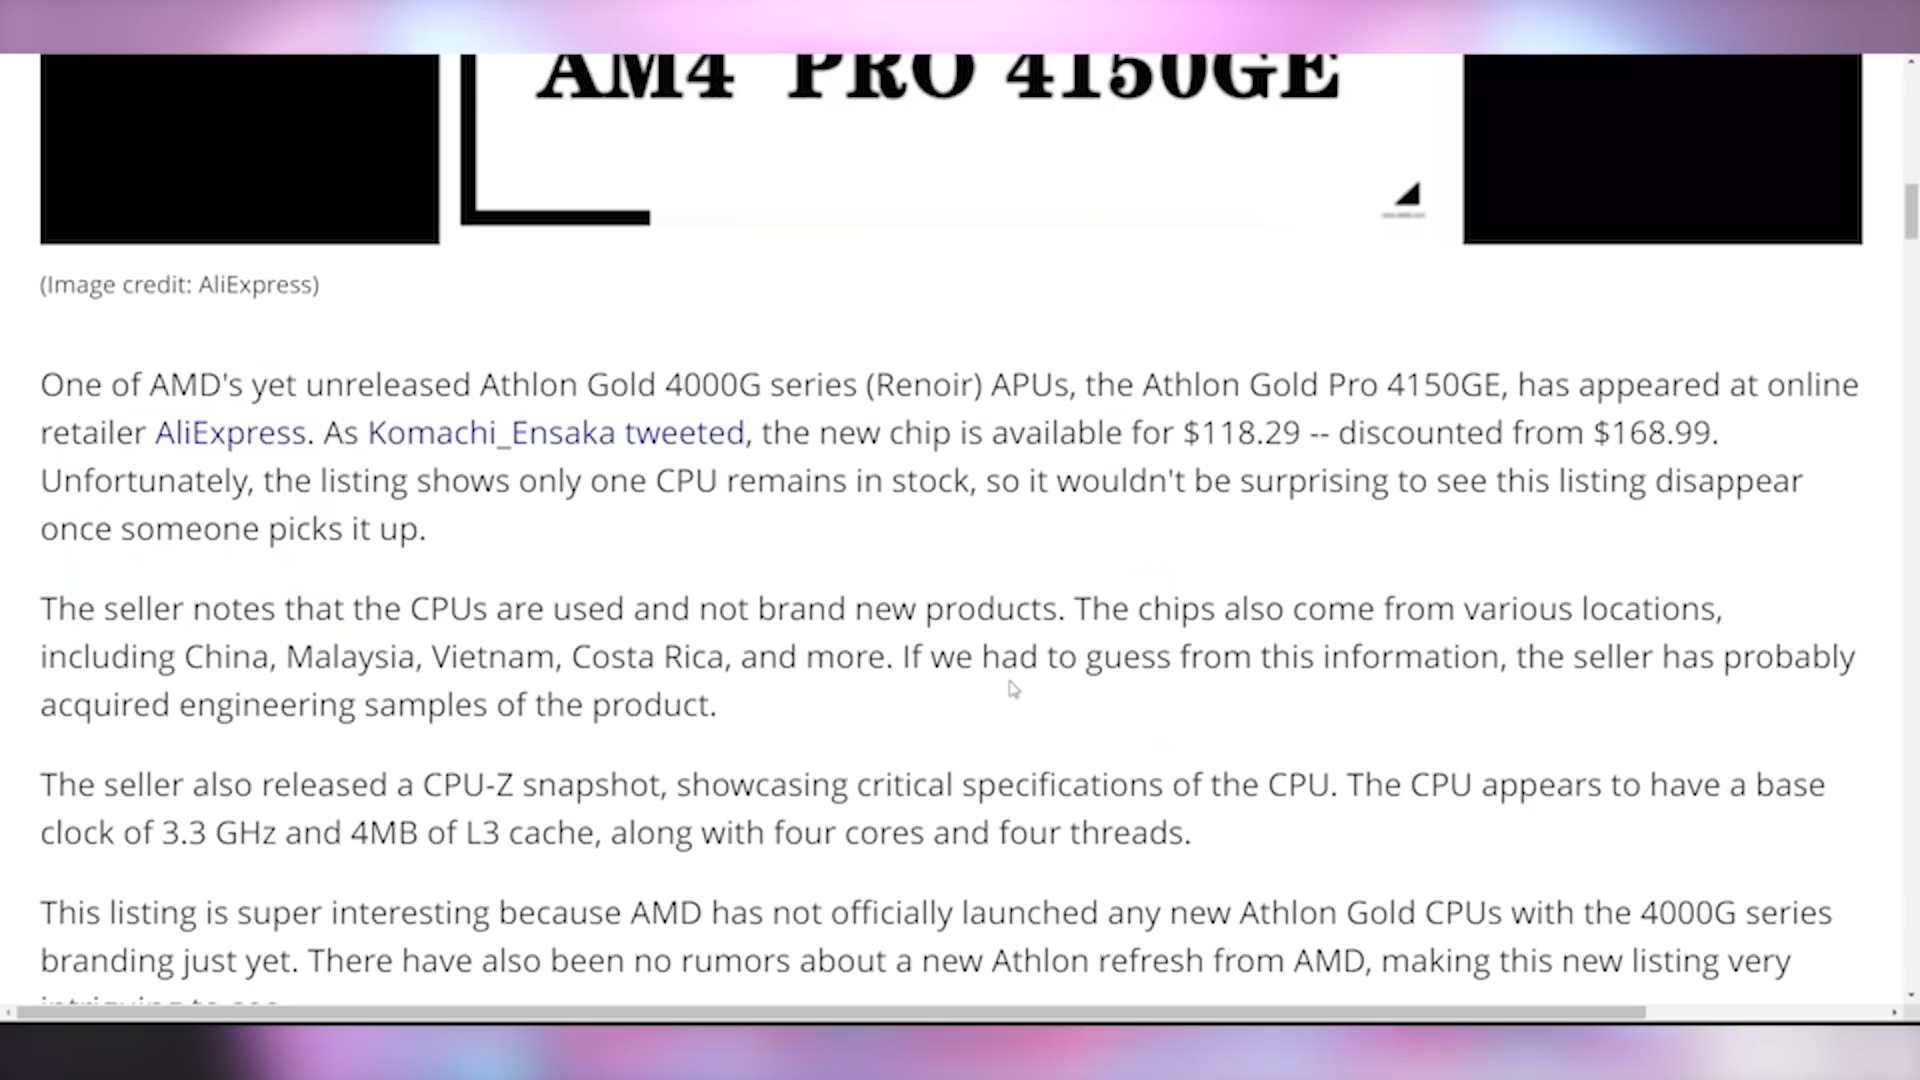 AM4 PRO 4150GE
(Image credit: AliExpress)
One of AMD's yet unreleased Athlon Gold 4000G series (Renoir) APUs, the Athlon Gold Pro 4150GE, has appeared at online
retailer AliExpress. As Komachi_Ensaka tweeted, the new chip is available for $118.29 -- discounted from $168.99.
Unfortunately, the listing shows only one CPU remains in stock, so it wouldn't be surprising to see this listing disappear
once someone picks it up.
The seller notes that the CPUs are used and not brand new products. The chips also come from various locations,
including China, Malaysia, Vietnam, Costa Rica, and more. If we had to guess from this information, the seller has probably
acquired engineering samples of the product.
The seller also released a CPU-Z snapshot, showcasing critical specifications of the CPU. The CPU appears to have a base
clock of 3.3 GHz and 4MB of L3 cache, along with four cores and four threads.
This listing is super interesting because AMD has not officially launched any new Athlon Gold CPUs with the 4000G series
branding just yet. There have also been no rumors about a new Athlon refresh from AMD, making this new listing very